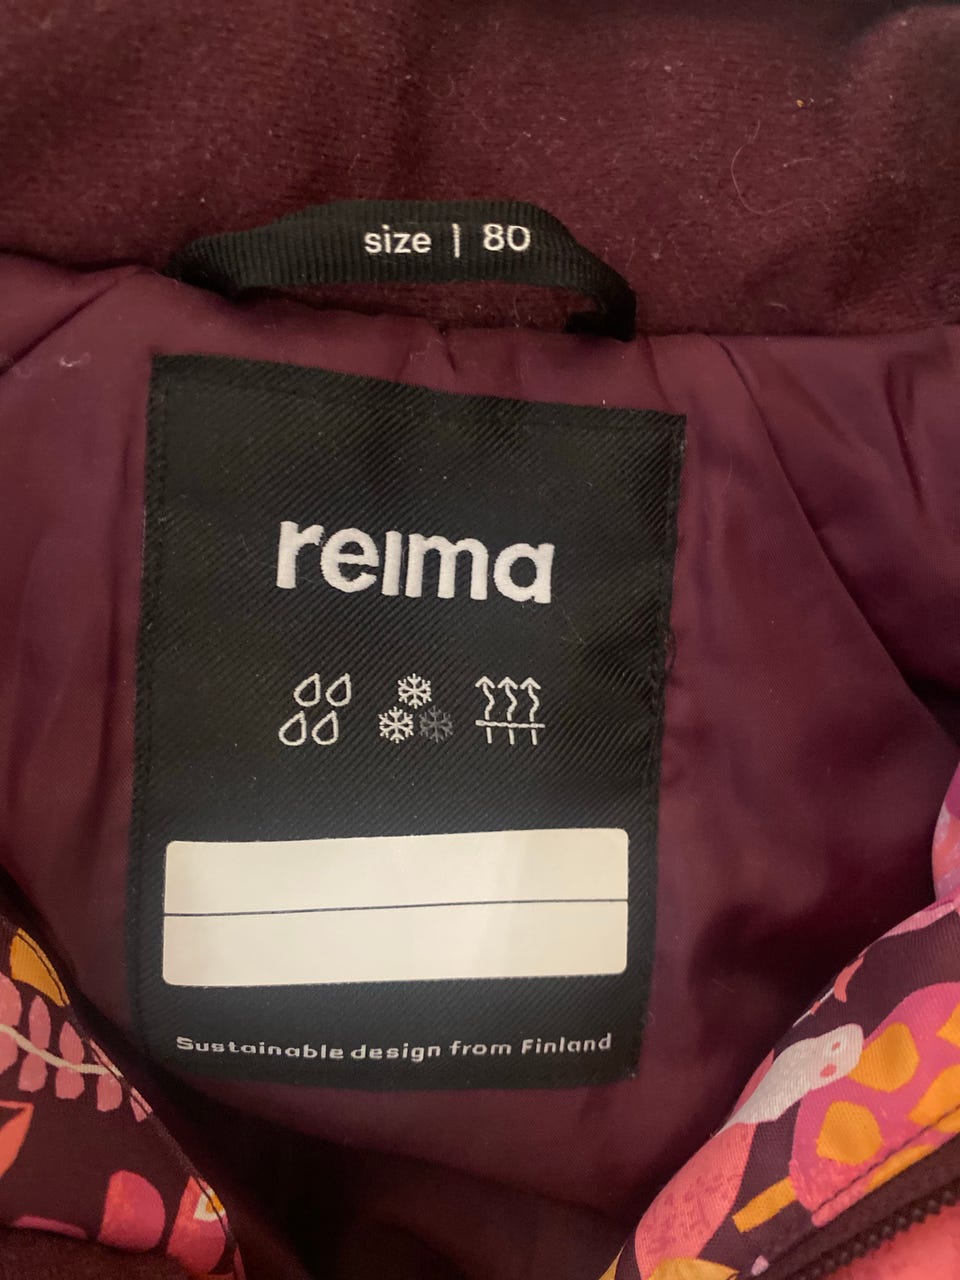 size | 80
reima
Sustainable design from Finland